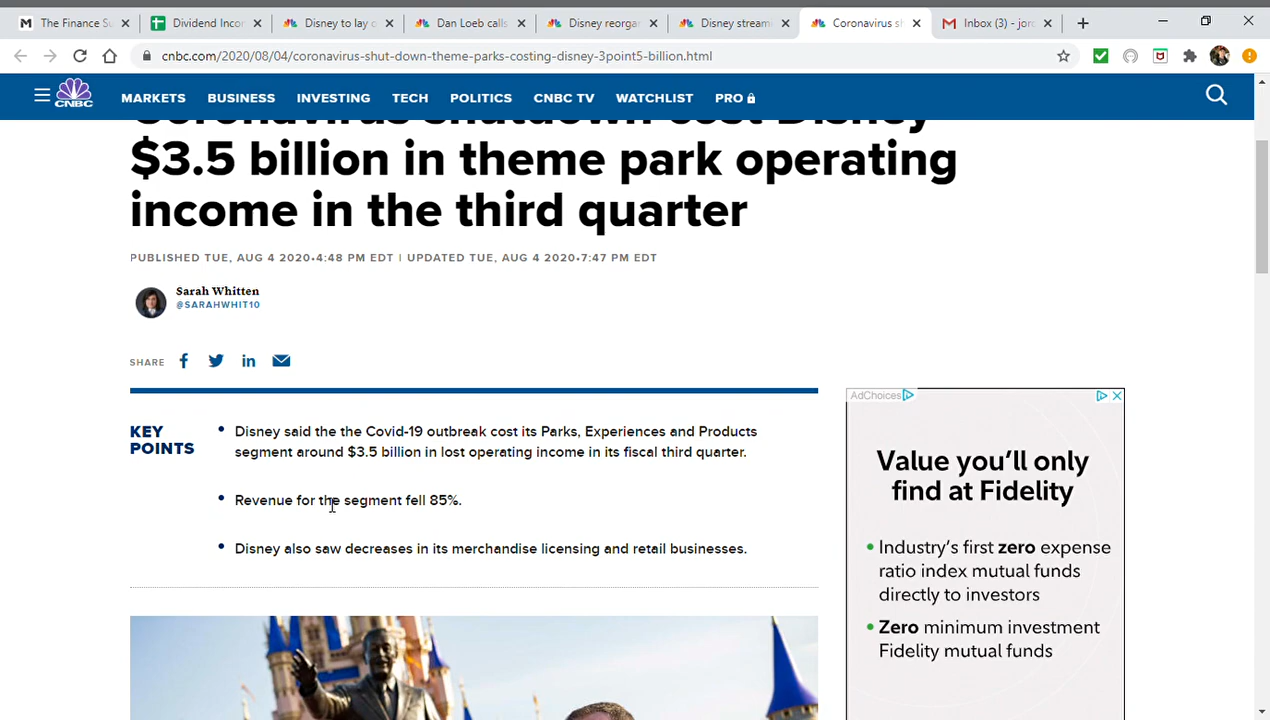 The Finance Su
Dividend Incor
Disney to lay o
Dan Loeb calls
Disney reorga
Disney streami
Coronavirus sh
Inbox (3) - jor
cnbc.com/2020/08/04/coronavirus-shut-down-theme-parks-costing-disney-3point5-billion.html
CNBC
MARKETS
BUSINESS
INVESTING
TECH
POLITICS
CNBC TV
WATCHLIST
PRO
Coronavirus shutdown cost Disney
$3.5 billion in theme park operating
income in the third quarter
PUBLISHED TUE, AUG 4 2020•4:48 PM EDT | UPDATED TUE, AUG 4 2020•7:47 PM EDT
Sarah Whitten
@SARAHWHIT10
SHARE
KEY
POINTS
• Disney said the the Covid-19 outbreak cost its Parks, Experiences and Products
segment around $3.5 billion in lost operating income in its fiscal third quarter.
• Revenue for the segment fell 85%.
• Disney also saw decreases in its merchandise licensing and retail businesses.
AdChoices
Value you'll only
find at Fidelity
• Industry's first zero expense
ratio index mutual funds
directly to investors
• Zero minimum investment
Fidelity mutual funds